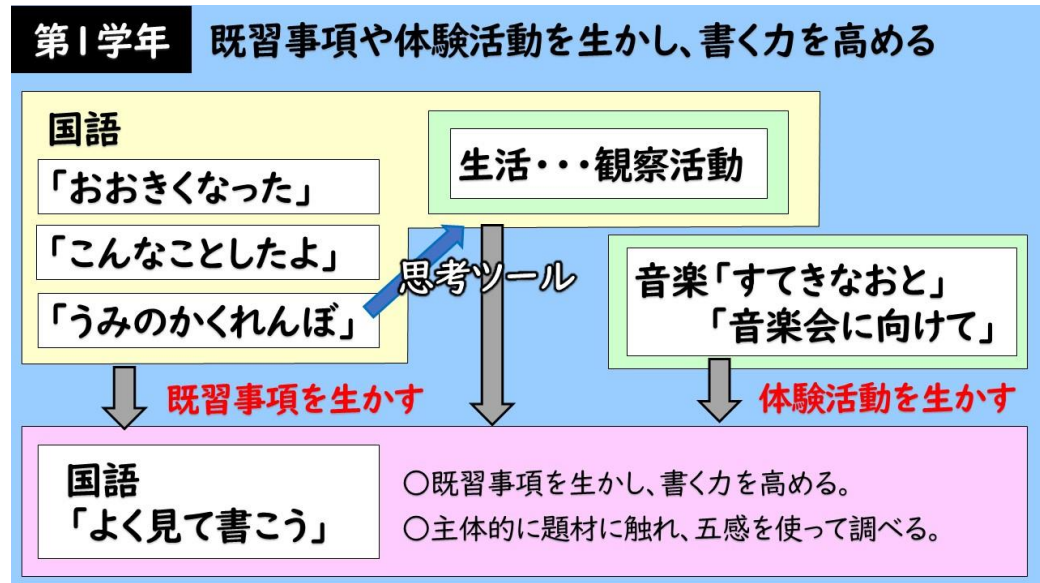 第1学年 既習事項や体験活動を生かし、書く力を高める
国語
「おおきくなった」
「こんなことしたよ」
「うみのかくれんぼ」
生活・・・観察活動
思考ツール
音楽「すてきなおと」
「音楽会に向けて」
既習事項を生かす
体験活動を生かす
国語
「よく見て書こう」
○既習事項を生かし、書く力を高める。
○主体的に題材に触れ、五感を使って調べる。